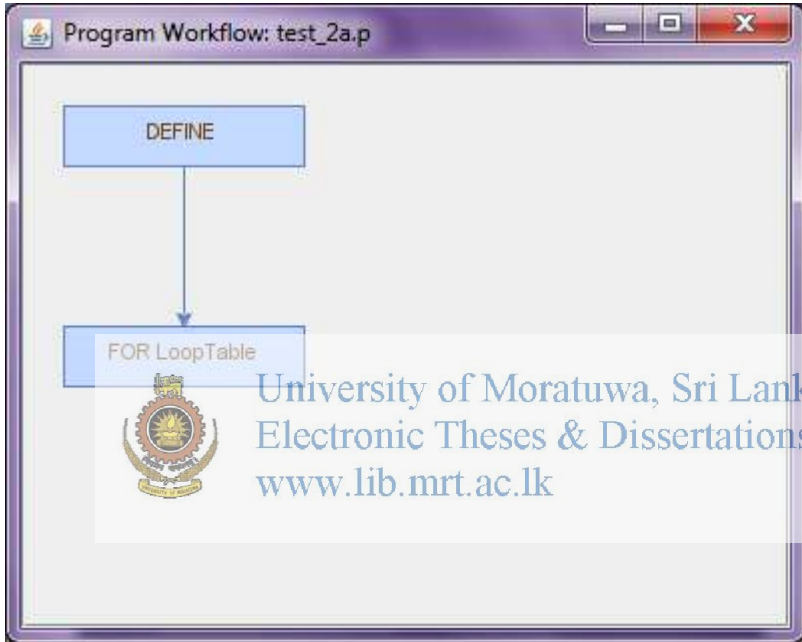 Program Workflow: test_2a.p
DEFINE
FOR LoopTable
University of Moratuwa, Sri Lank
Electronic Theses & Dissertations
www.lib.mrt.ac.lk